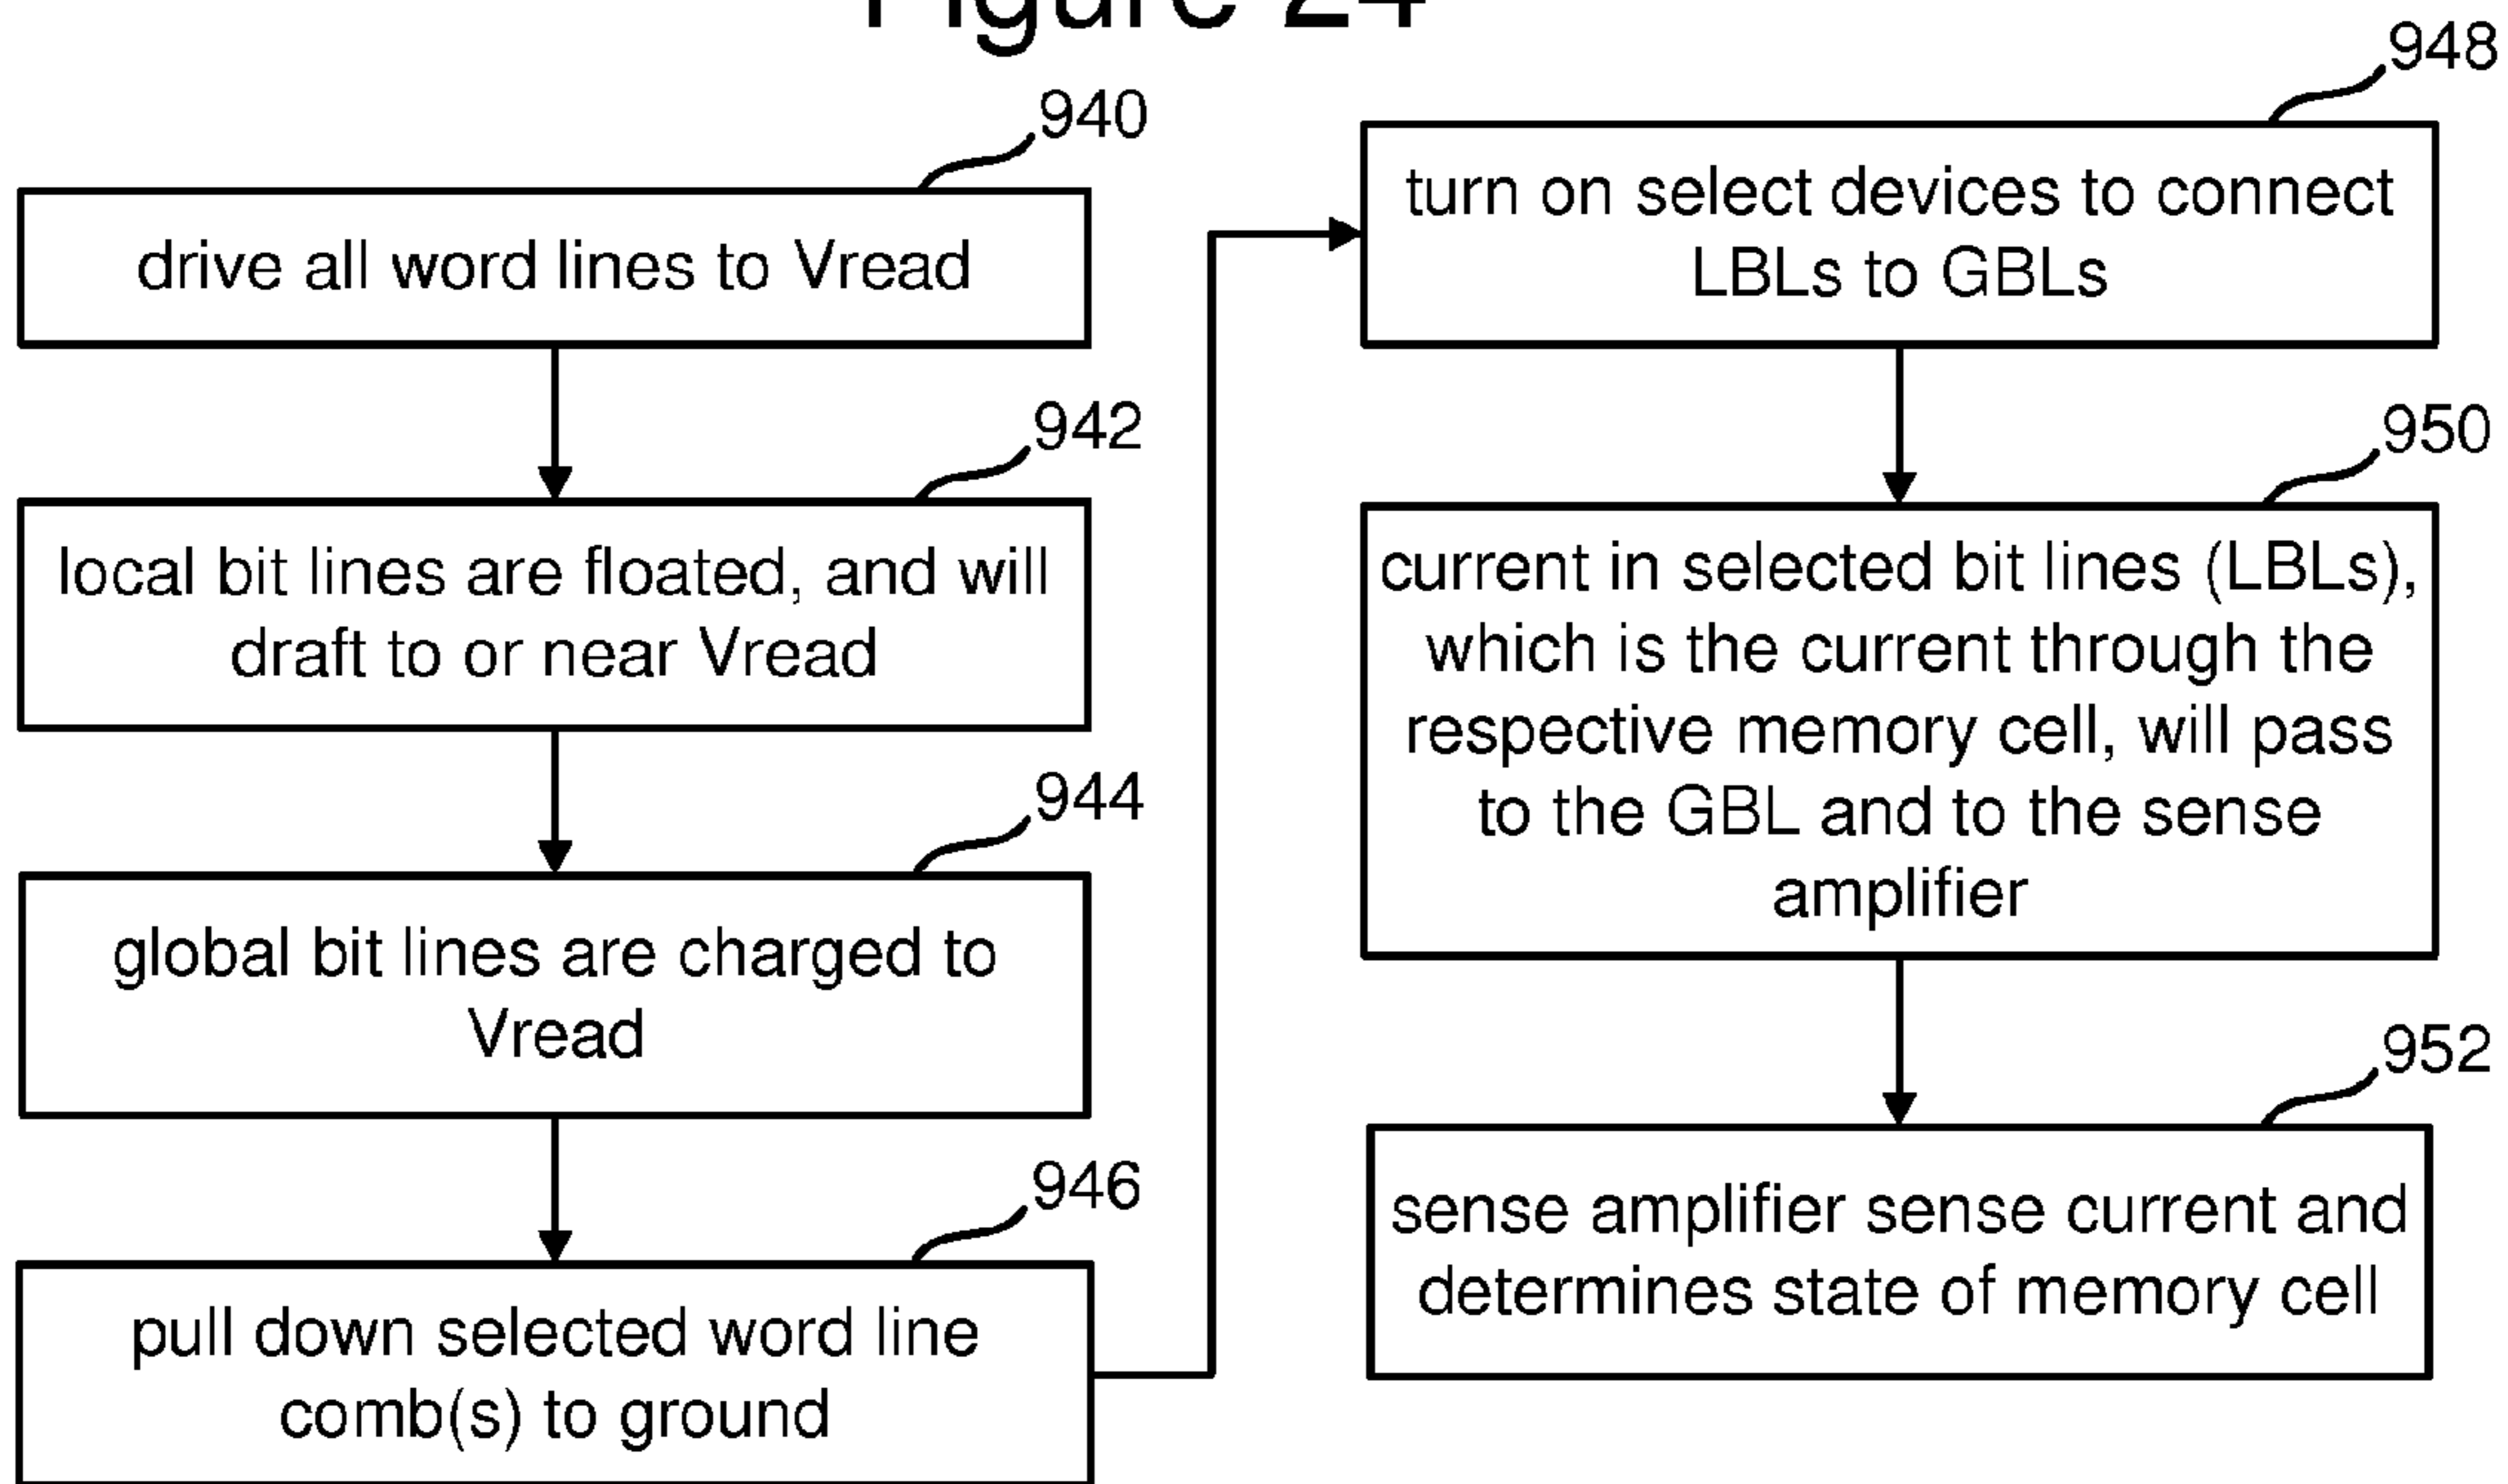 Figure 24
940
drive all word lines to Vread
942
local bit lines are floated, and will
draft to or near Vread
944
global bit lines are charged to
Vread
946
pull down selected word line
comb(s) to ground
948
turn on select devices to connect
LBLs to GBLs
950
current in selected bit lines (LBLs),
which is the current through the
respective memory cell, will pass
to the GBL and to the sense
amplifier
952
sense amplifier sense current and
determines state of memory cell